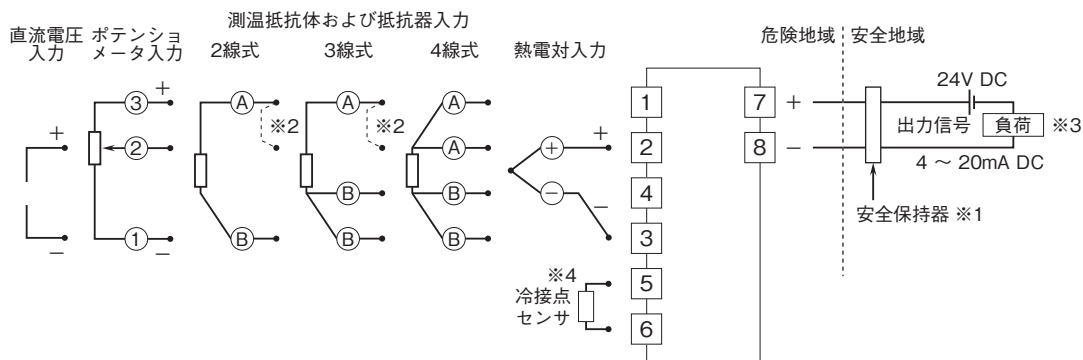 測温抵抗体および抵抗器入力
直流電圧
入力
ポテンショ
メータ入力
2線式
3線式
4線式
熱電対入力
危険地域
安全地域
+
-
3
+
2
1
-
A
※2
B
A
※2
B
B
A
A
B
B
+
+
-
-
※4
冷接点
センサ
1
2
4
3
5
6
7
+
8
-
24V DC
出力信号
負荷
※3
4 ~ 20mA DC
安全保持器 ※1